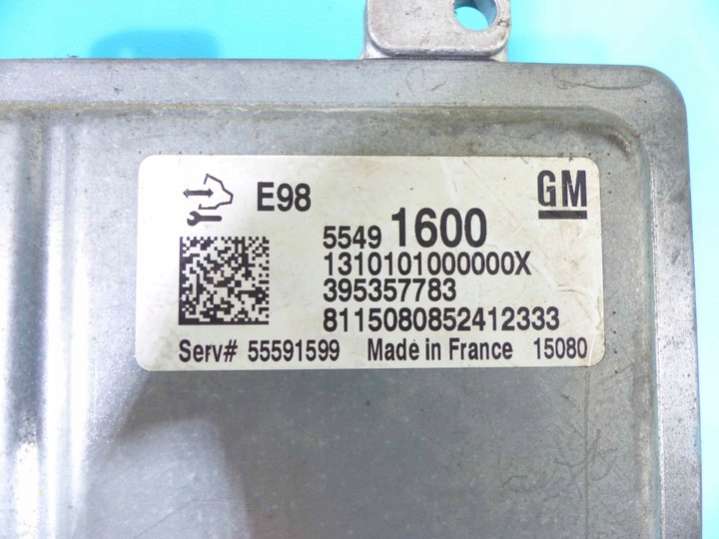 E98 GM
5549 1600
1310101000000X
395357783
8115080852412333
Serv# 55591599 Made in France 15080